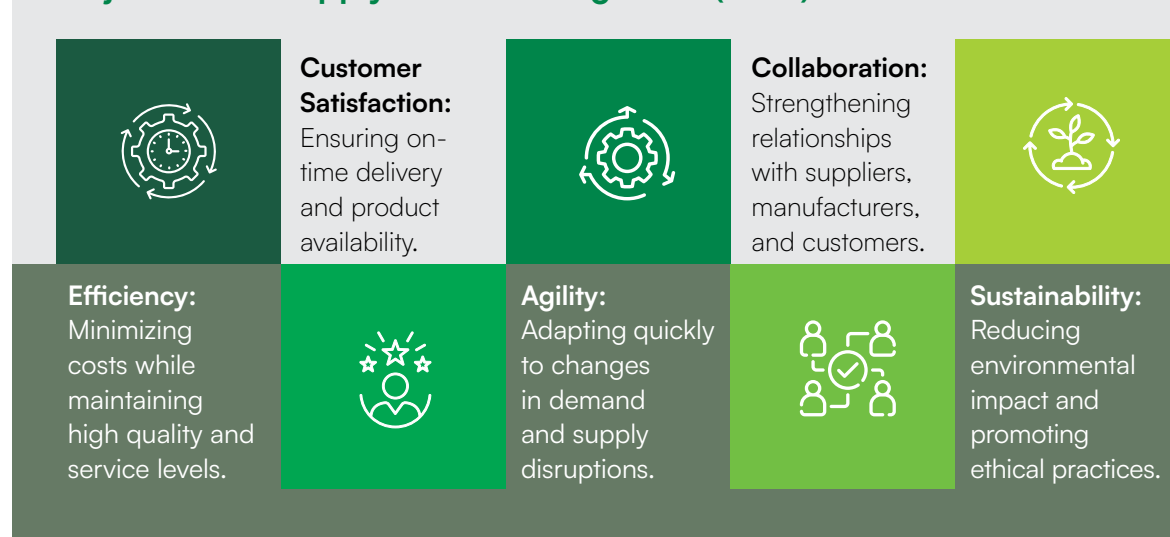 Customer
Satisfaction:
Ensuring on-
time delivery
and product
availability.
Collaboration:
Strengthening
relationships
with suppliers,
manufacturers,
and customers.
Efficiency:
Minimizing
costs while
maintaining
high quality and
service levels.
Agility:
Adapting quickly
to changes
in demand
and supply
disruptions.
Sustainability:
Reducing
environmental
impact and
promoting
ethical practices.